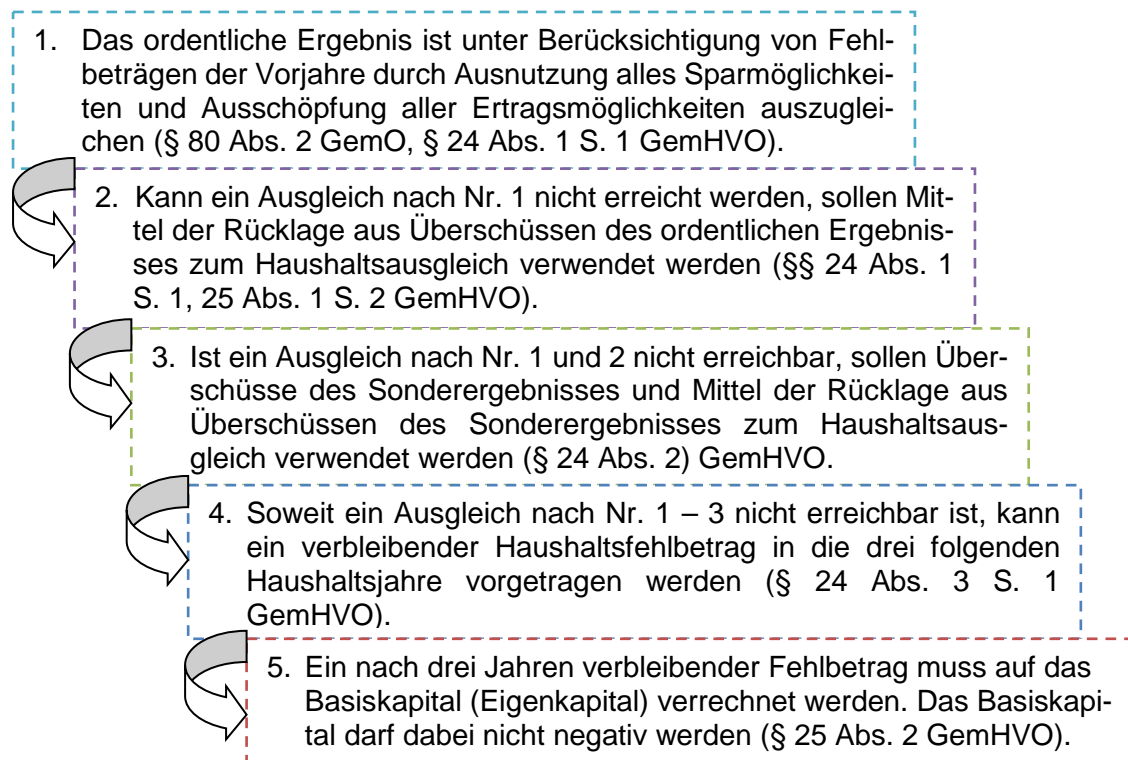 1. Das ordentliche Ergebnis ist unter Berücksichtigung von Fehl-
beträgen der Vorjahre durch Ausnutzung alles Sparmöglichkei-
ten und Ausschöpfung aller Ertragsmöglichkeiten auszuglei-
chen (§ 80 Abs. 2 GemO, § 24 Abs. 1 S. 1 GemHVO).
2. Kann ein Ausgleich nach Nr. 1 nicht erreicht werden, sollen Mit-
tel der Rücklage aus Überschüssen des ordentlichen Ergebnis-
ses zum Haushaltsausgleich verwendet werden (§§ 24 Abs. 1
S. 1, 25 Abs. 1 S. 2 GemHVO).
3. Ist ein Ausgleich nach Nr. 1 und 2 nicht erreichbar, sollen Über-
schüsse des Sonderergebnisses und Mittel der Rücklage aus
Überschüssen des Sonderergebnisses zum Haushaltsaus-
gleich verwendet werden (§ 24 Abs. 2) GemHVO.
4. Soweit ein Ausgleich nach Nr. 1 – 3 nicht erreichbar ist, kann
ein verbleibender Haushaltsfehlbetrag in die drei folgenden
Haushaltsjahre vorgetragen werden (§ 24 Abs. 3 S. 1
GemHVO).
5. Ein nach drei Jahren verbleibender Fehlbetrag muss auf das
Basiskapital (Eigenkapital) verrechnet werden. Das Basiskapi-
tal darf dabei nicht negativ werden (§ 25 Abs. 2 GemHVO).